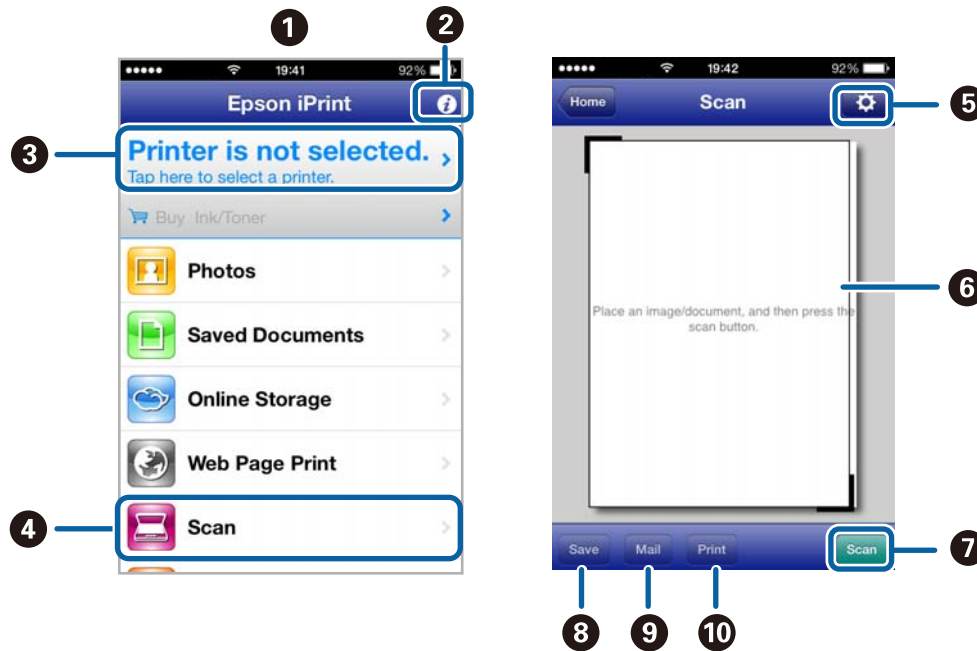 1
2
19:41
92%
Epson iPrint
i
3
Printer is not selected.
Tap here to select a printer.
Buy Ink/Toner
Photos
Saved Documents
Online Storage
Web Page Print
4
Scan
19:42
92%
Home
Scan
5
6
Place an image/document, and then press the
scan button.
Save
Mail
Print
Scan
7
8
9
10